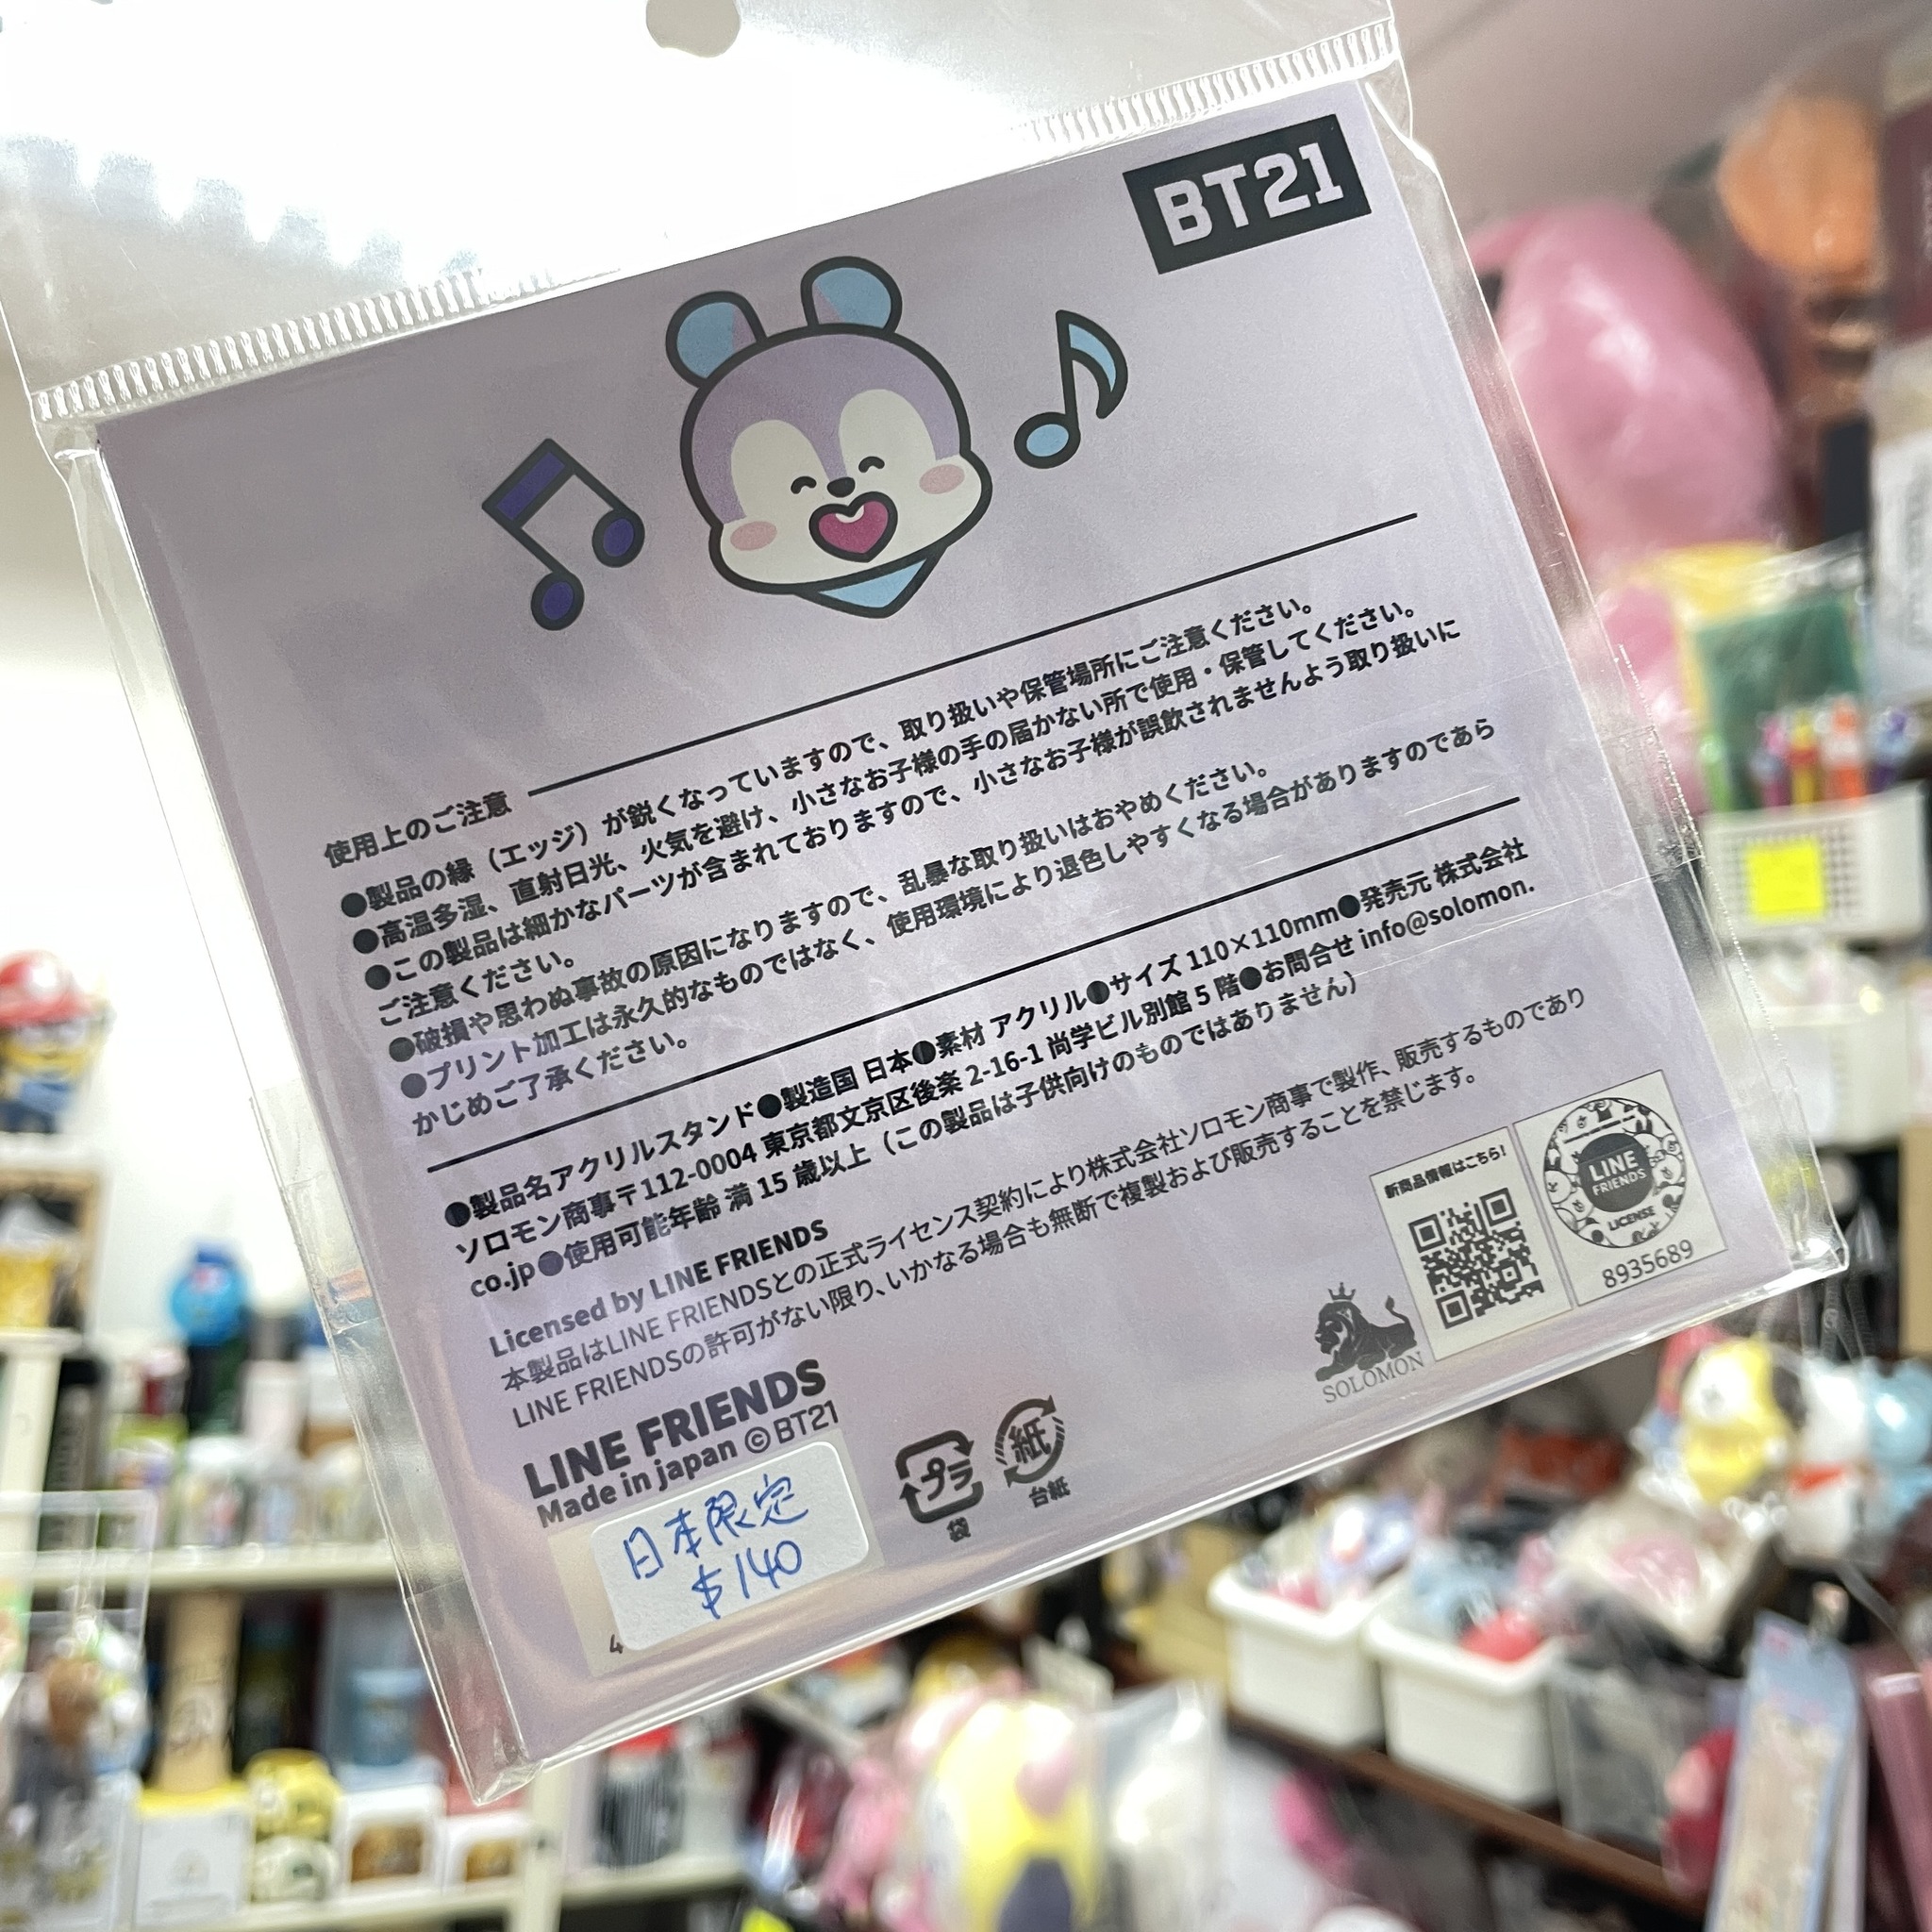 BT21
使用上のご注意
●製品の縁（エッジ）が鋭くなっていますので、取り扱いや保管場所にご注意ください。
●高温多湿、直射日光、火気を避け、小さなお子様の手の届かない所で使用・保管してください。
●この製品は細かなパーツが含まれておりますので、小さなお子様が誤飲されませんよう取り扱いに
ご注意ください。
●破損や思わぬ事故の原因になりますので、乱暴な取り扱いはおやめください。
●プリント加工は永久的なものではなく、使用環境により退色しやすくなる場合がありますのであら
かじめご了承ください。
●製品名アクリルスタンド●製造国 日本●素材 アクリル●サイズ 110×110mm●発売元 株式会社
ソロモン商事〒112-0004 東京都文京区後楽 2-16-1 尚学ビル別館 5 階●お問合せ info@solomon.
co.jp●使用可能年齢 満 15 歳以上（この製品は子供向けのものではありません）
Licensed by LINE FRIENDS
本製品はLINE FRIENDSとの正式ライセンス契約により株式会社ソロモン商事で製作、販売するものであり
LINE FRIENDSの許可がない限り、いかなる場合も無断で複製および販売することを禁じます。
LINE FRIENDS
Made in japan ©BT21
日本限定
$140
4
プラ
袋
紙
台紙
SOLOMON
新商品情報はこちら!
LINE
FRIENDS
LICENSE
8935689